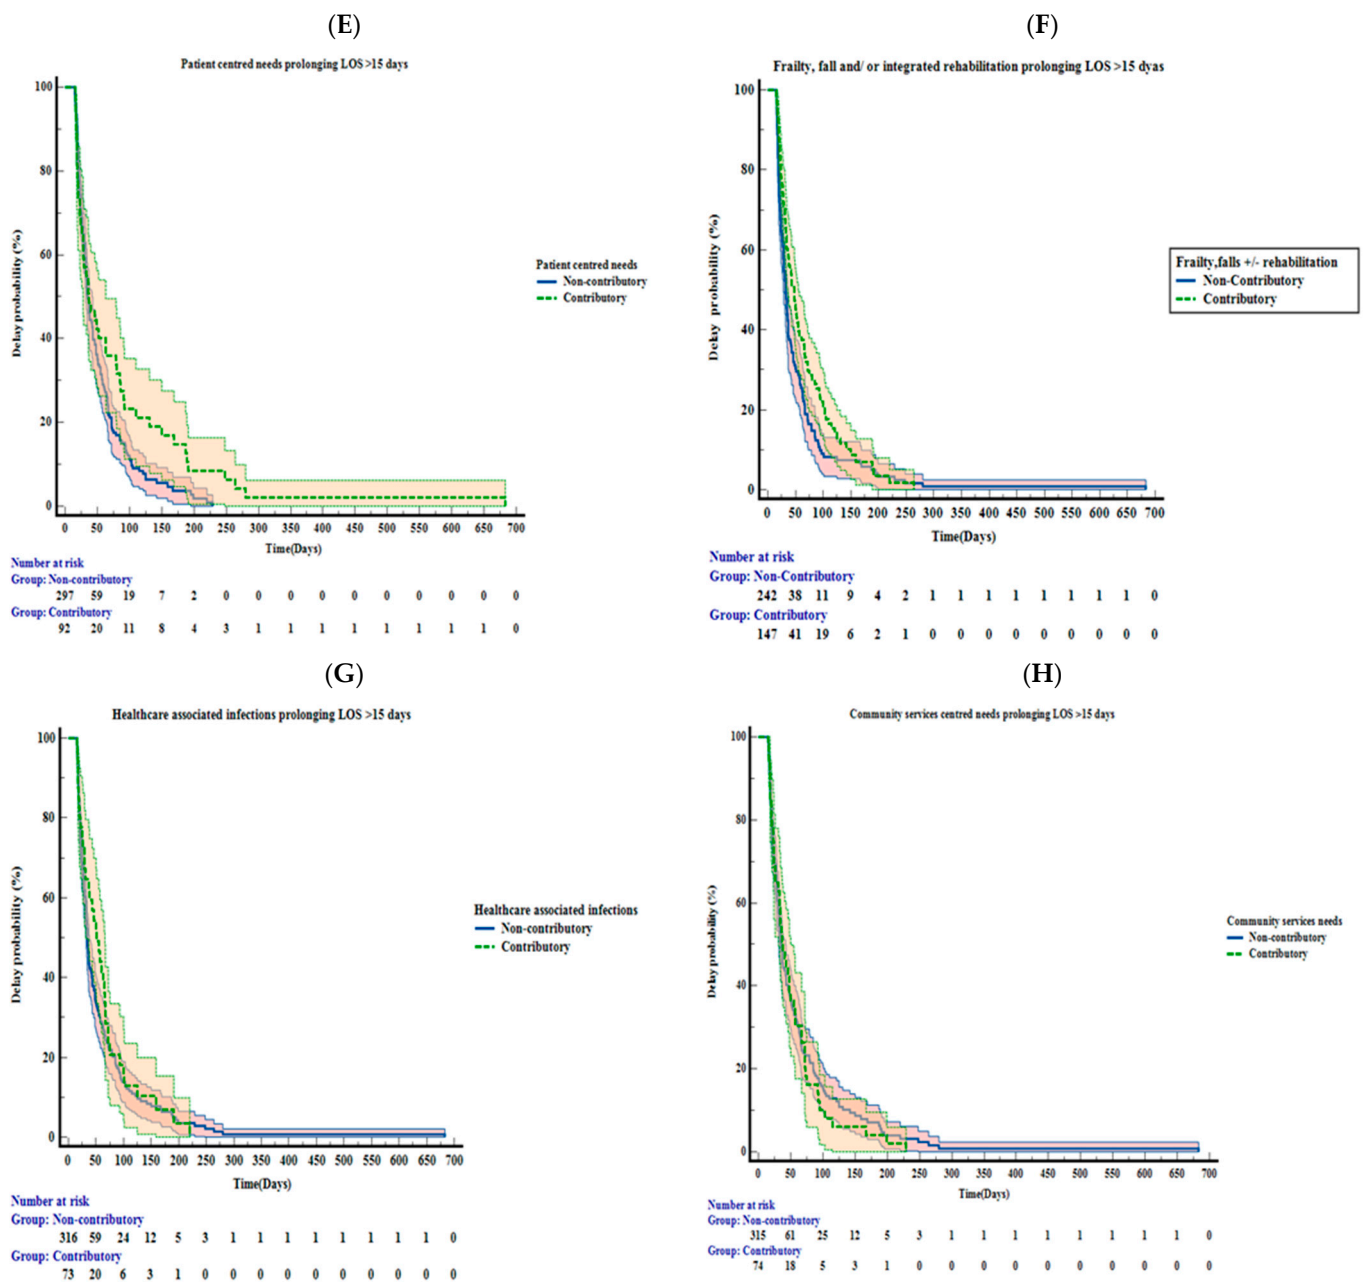 (E)
Patient centred needs prolonging LOS >15 days
Delay probability (%)
100
80
60
40
20
0
0 50 100 150 200 250 300 350 400 450 500 550 600 650 700
Time(Days)
Patient centred needs
Non-contributory
Contributory
Number at risk
Group: Non-contributory
297 59 19 7 2 0 0 0 0 0 0 0 0 0 0
Group: Contributory
92 20 11 8 4 3 1 1 1 1 1 1 1 1 0
(F)
Frailty, fall and/ or integrated rehabilitation prolonging LOS >15 dyas
Delay probability (%)
100
80
60
40
20
0
0 50 100 150 200 250 300 350 400 450 500 550 600 650 700
Time(Days)
Frailty,falls +/- rehabilitation
Non-Contributory
Contributory
Number at risk
Group: Non-Contributory
242 38 11 9 4 2 1 1 1 1 1 1 1 1 0
Group: Contributory
147 41 19 6 2 1 0 0 0 0 0 0 0 0 0
(G)
Healthcare associated infections prolonging LOS >15 days
Delay probability (%)
100
80
60
40
20
0
0 50 100 150 200 250 300 350 400 450 500 550 600 650 700
Time(Days)
Healthcare associated infections
Non-contributory
Contributory
Number at risk
Group: Non-contributory
316 59 24 12 5 3 1 1 1 1 1 1 1 1 0
Group: Contributory
73 20 6 3 1 0 0 0 0 0 0 0 0 0 0
(H)
Community services centred needs prolonging LOS >15 days
Delay probability (%)
100
80
60
40
20
0
0 50 100 150 200 250 300 350 400 450 500 550 600 650 700
Time(Days)
Community services needs
Non-contributory
Contributory
Number at risk
Group: Non-contributory
315 61 25 12 5 3 1 1 1 1 1 1 1 1 0
Group: Contributory
74 18 5 3 1 0 0 0 0 0 0 0 0 0 0